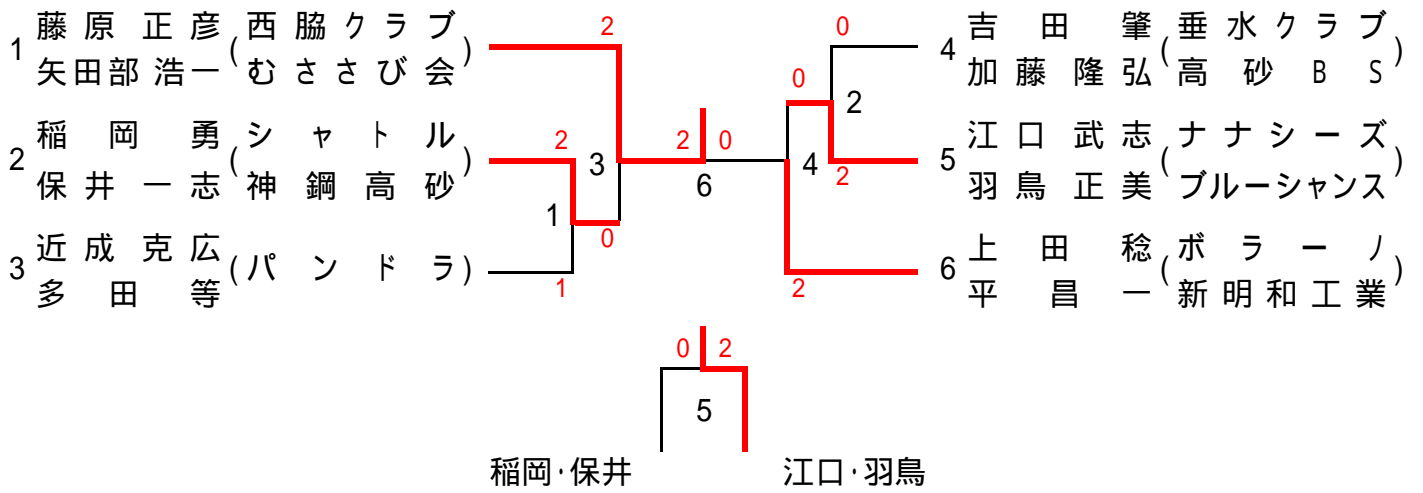 1 藤原正彦 (西脇クラブ)
矢田部浩一 むささび会
2 稲岡勇 (シャトル)
保井一志 神鋼高砂
3 近成克広 (パンドラ)
多田等
4 吉田肇 (垂水クラブ)
加藤隆弘 高砂BS
5 江口武志 (ナナシーズ)
羽鳥正美 ブルーシャンス
6 上田稔 (ボラーノ)
平昌一 新明和工業
2
2
1
1
0
3
2 0
6
0
0
2
2
4
2
0 2
5
稲岡・保井
江口・羽鳥